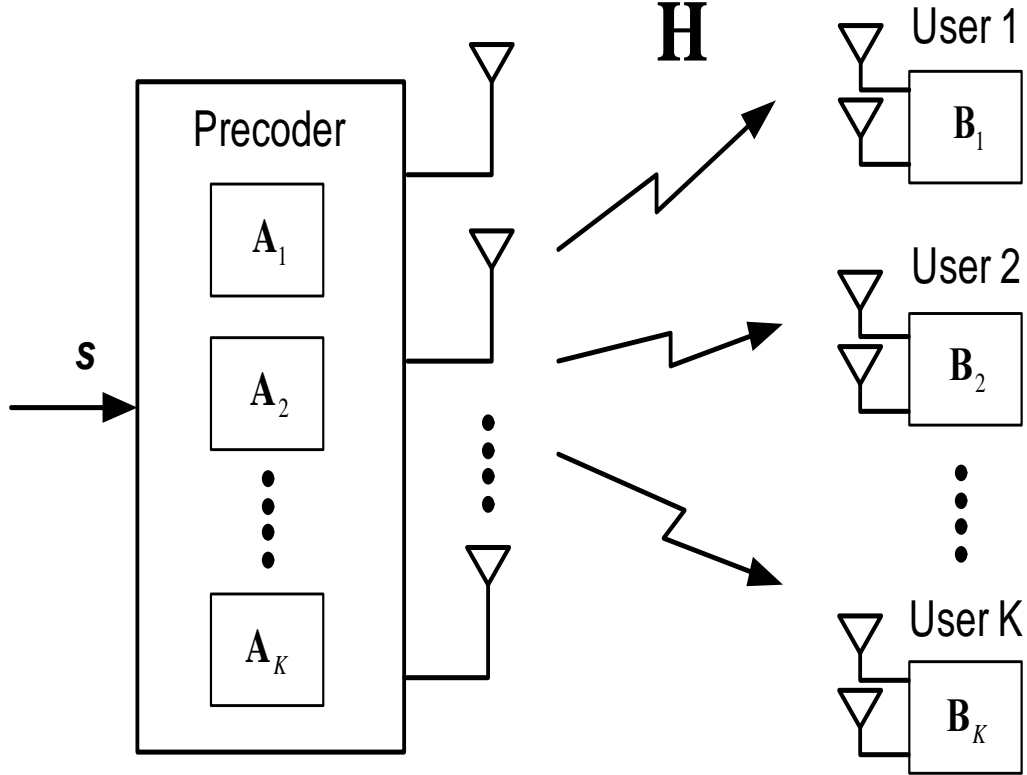 H
User 1
Precoder
B1
A1
User 2
s
A2
B2
User K
AK
BK